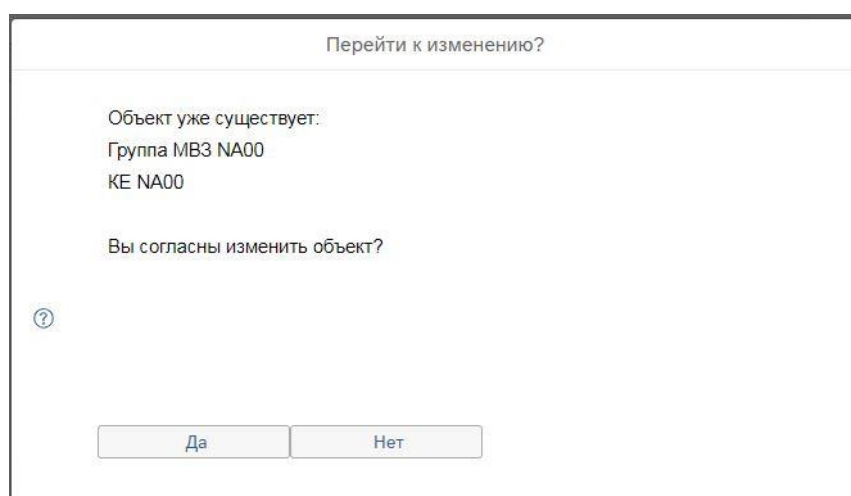 Перейти к изменению?
Объект уже существует:
Группа МВЗ NA00
КЕ NA00
Вы согласны изменить объект?
?
Да
Нет